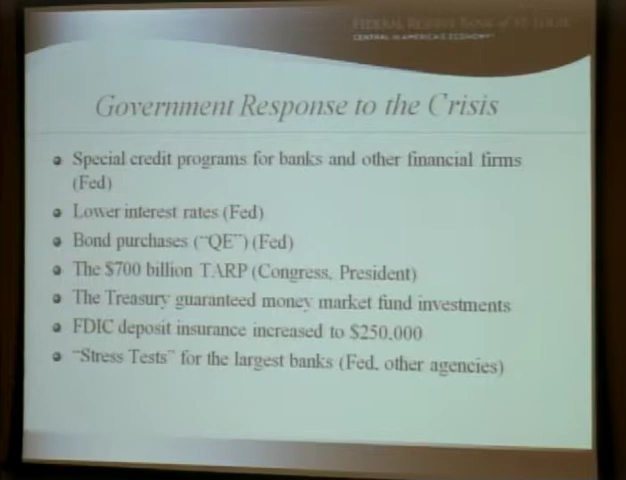 FEDERAL RESERVE BANK of ST. LOUIS
CENTRAL TO AMERICA'S ECONOMY
Government Response to the Crisis
Special credit programs for banks and other financial firms
(Fed)
Lower interest rates (Fed)
Bond purchases ("QE") (Fed)
The $700 billion TARP (Congress, President)
The Treasury guaranteed money market fund investments
FDIC deposit insurance increased to $250,000
"Stress Tests" for the largest banks (Fed, other agencies)